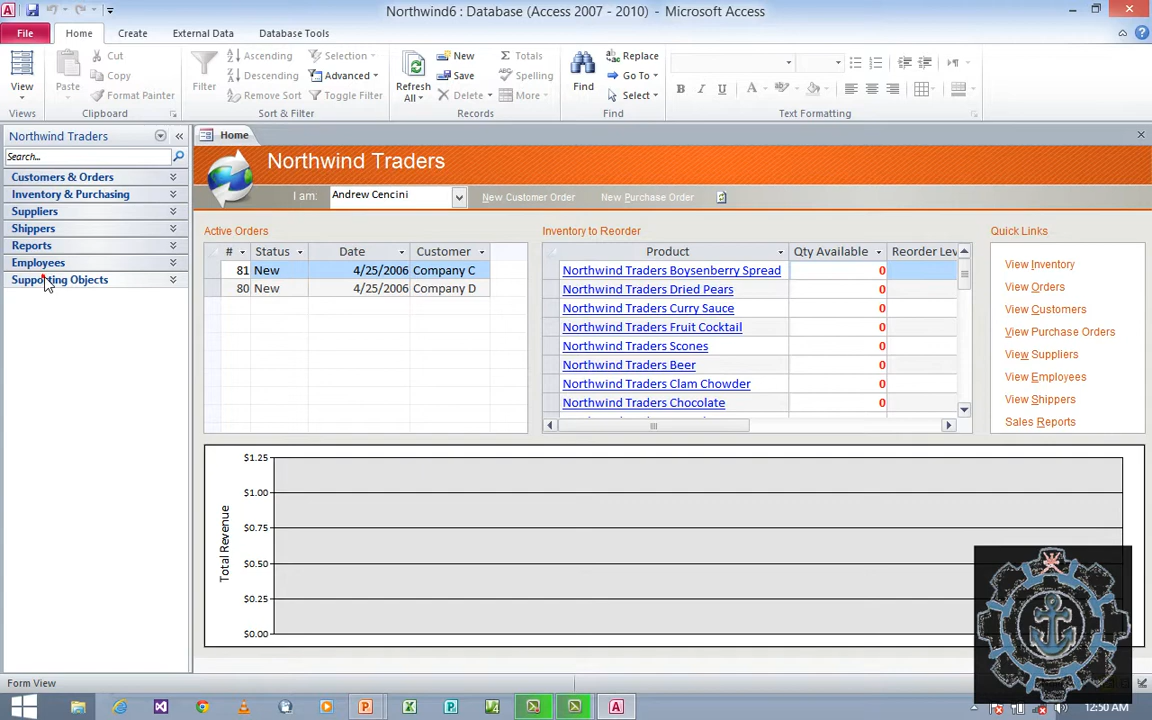 Northwind6 : Database (Access 2007 - 2010) - Microsoft Access
File Home Create External Data Database Tools
View
Views
Paste
Cut
Copy
Format Painter
Clipboard
Filter
Ascending
Descending
Remove Sort
Selection
Advanced
Toggle Filter
Sort & Filter
Refresh
All
New
Save
Delete
Totals
Spelling
More
Records
Find
Replace
Go To
Select
Find
B I U A
Text Formatting
Northwind Traders
Search...
Customers & Orders
Inventory & Purchasing
Suppliers
Shippers
Reports
Employees
Supporting Objects
Home
Northwind Traders
I am: Andrew Cencini New Customer Order New Purchase Order
Active Orders
# Status Date Customer
81 New 4/25/2006 Company C
80 New 4/25/2006 Company D
Inventory to Reorder
Product Qty Available Reorder Lev
Northwind Traders Boysenberry Spread 0
Northwind Traders Dried Pears 0
Northwind Traders Curry Sauce 0
Northwind Traders Fruit Cocktail 0
Northwind Traders Scones 0
Northwind Traders Beer 0
Northwind Traders Clam Chowder 0
Northwind Traders Chocolate 0
Quick Links
View Inventory
View Orders
View Customers
View Purchase Orders
View Suppliers
View Employees
View Shippers
Sales Reports
Total Revenue
$1.25
$1.00
$0.75
$0.50
$0.25
$0.00
Form View
12:50 AM